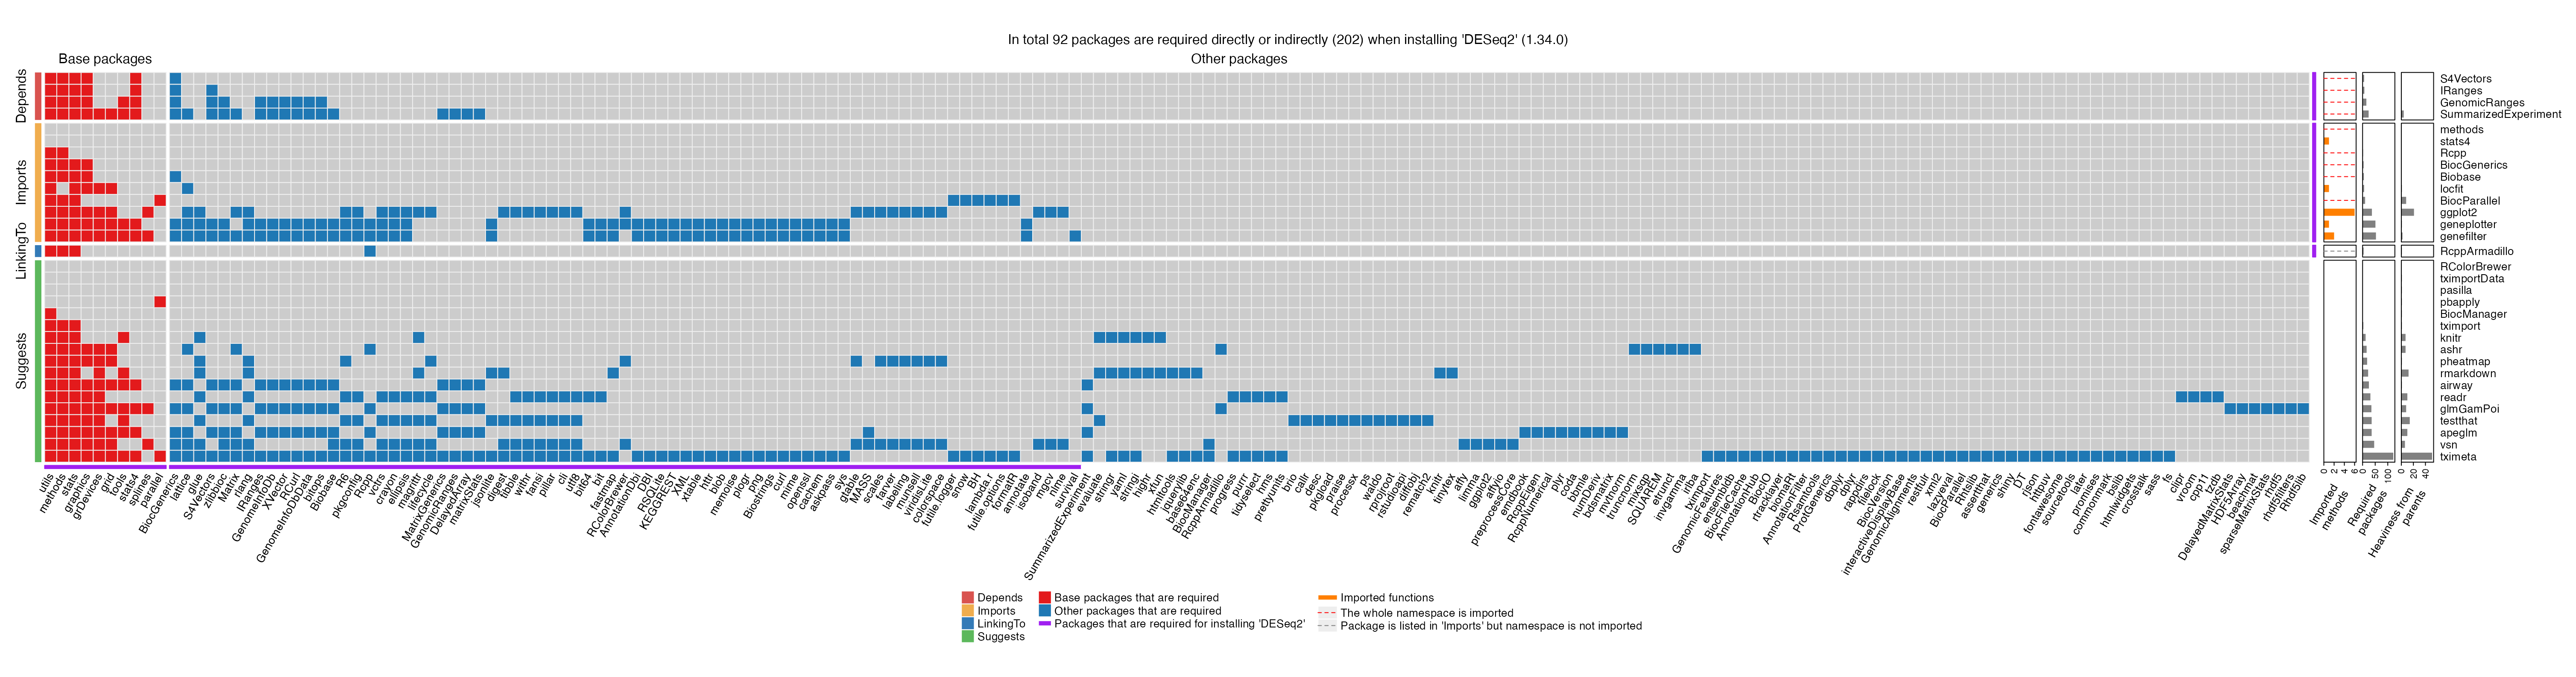 In total 92 packages are required directly or indirectly (202) when installing 'DESeq2' (1.34.0)
Base packages
Other packages
Depends
Imports
LinkingTo
Suggests
S4Vectors
IRanges
GenomicRanges
SummarizedExperiment
methods
stats4
Rcpp
BiocGenerics
Biobase
locfit
BiocParallel
ggplot2
geneplotter
genefilter
RcppArmadillo
RColorBrewer
tximportData
pasilla
pbapply
BiocManager
tximport
knitr
ashr
pheatmap
rmarkdown
airway
readr
glmGamPoi
testthat
apeglm
vsn
tximeta
utils
methods
stats
graphics
grDevices
grid
tools
stats4
splines
parallel
BiocGenerics
lattice
glue
S4Vectors
zlibbioc
Matrix
rlang
IRanges
GenomeInfoDb
XVector
RCurl
GenomeInfoDbData
bitops
Biobase
R6
pkgconfig
Rcpp
vctrs
crayon
ellipsis
magrittr
lifecycle
MatrixGenerics
GenomicRanges
DelayedArray
matrixStats
jsonlite
digest
tibble
withr
fansi
pillar
cli
utf8
bit64
bit
fastmap
RColorBrewer
AnnotationDbi
DBI
RSQLite
KEGGREST
XML
xtable
httr
blob
memoise
plogr
png
Biostrings
curl
mime
openssl
cachem
askpass
sys
gtable
MASS
scales
farver
labeling
munsell
viridisLite
colorspace
futile.logger
snow
BH
lambda.r
futile.options
formatR
annotate
isoband
mgcv
nlme
survival
SummarizedExperiment
evaluate
stringr
yaml
stringi
highr
xfun
htmltools
jquerylib
base64enc
BiocManager
RcppArmadillo
progress
purrr
tidyselect
hms
prettyunits
brio
callr
desc
pkgload
praise
processx
ps
waldo
rprojroot
rstudioapi
diffobj
rematch2
knitr
tinytex
affy
limma
ggplot2
affyio
preprocessCore
emdbook
RcppEigen
RcppNumerical
plyr
coda
bbmle
numDeriv
bdsmatrix
mvtnorm
truncnorm
mixsqp
SQUAREM
etrunct
invgamma
irlba
tximport
GenomicFeatures
ensembldb
BiocFileCache
AnnotationHub
BiocIO
rtracklayer
biomaRt
AnnotationFilter
Rsamtools
ProtGenerics
dbplyr
dplyr
rappdirs
filelock
BiocVersion
interactiveDisplayBase
GenomicAlignments
restfulr
xml2
lazyeval
BiocParallel
Rhtslib
assertthat
generics
shiny
DT
rjson
httpuv
fontawesome
sourcetools
later
promises
commonmark
bslib
htmlwidgets
crosstalk
sass
fs
clipr
vroom
cpp11
tzdb
DelayedMatrixStats
HDF5Array
beachmat
sparseMatrixStats
rhdf5
rhdf5filters
Rhdf5lib
0 2 4 6
Imported
methods
0 50 100
Required
packages
0 20 40
Heaviness from
parents
Depends
Imports
LinkingTo
Suggests
Base packages that are required
Other packages that are required
Packages that are required for installing 'DESeq2'
Imported functions
The whole namespace is imported
Package is listed in 'Imports' but namespace is not imported